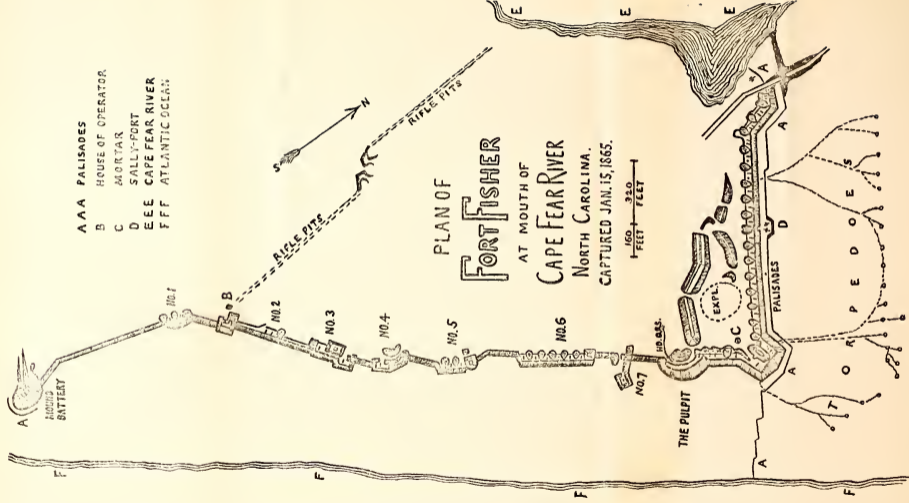 AAA PALISADES
B HOUSE OF OPERATOR
C MORTAR
D SALLY-PORT
EEE CAPE FEAR RIVER
FFF ATLANTIC OCEAN
PLAN OF
FORT FISHER
AT MOUTH OF
CAPE FEAR RIVER
NORTH CAROLINA.
CAPTURED JAN. 15, 1865.
160 320
FEET FEET
S
N
RIFLE PITS
RIFLE PITS
A
MOUND
BATTERY
NO.1
B
NO.2
NO.3
NO.4
NO.5
NO.6
NO.7
HD.QRS.
THE PULPIT
C
EXPL.
PALISADES
D
A
A
A
A
TORPEDOES
E
E
E
F
F
F
F